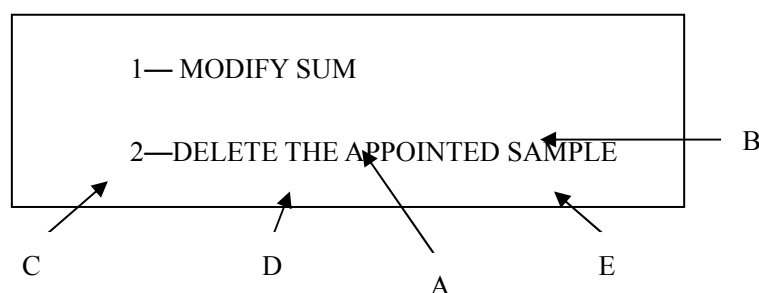 1— MODIFY SUM
2—DELETE THE APPOINTED SAMPLE
B
C D A E